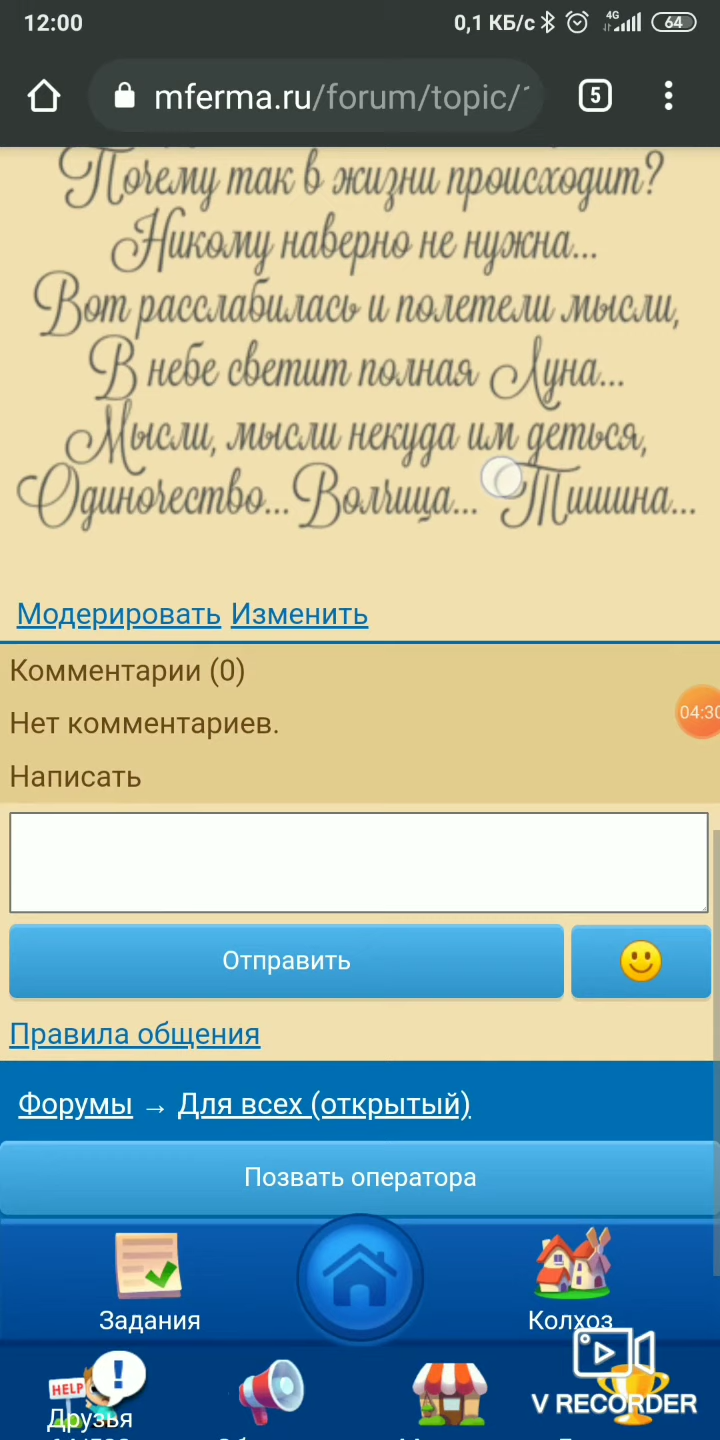 12:00
0,1 КБ/с
4G
64
mferma.ru/forum/topic/
5
Почему так в жизни происходит?
Никому наверно не нужна...
Вот расслабилась и полетели мысли,
В небе светит полная Луна...
Мысли, мысли некуда им деться,
Одиночество...Волчица... Тишина...
Модерировать Изменить
Комментарии (0)
Нет комментариев.
04:30
Написать
Отправить
Правила общения
Форумы → Для всех (открытый)
Позвать оператора
Задания
Колхоз
HELP
!
V RECORDER
Друзья